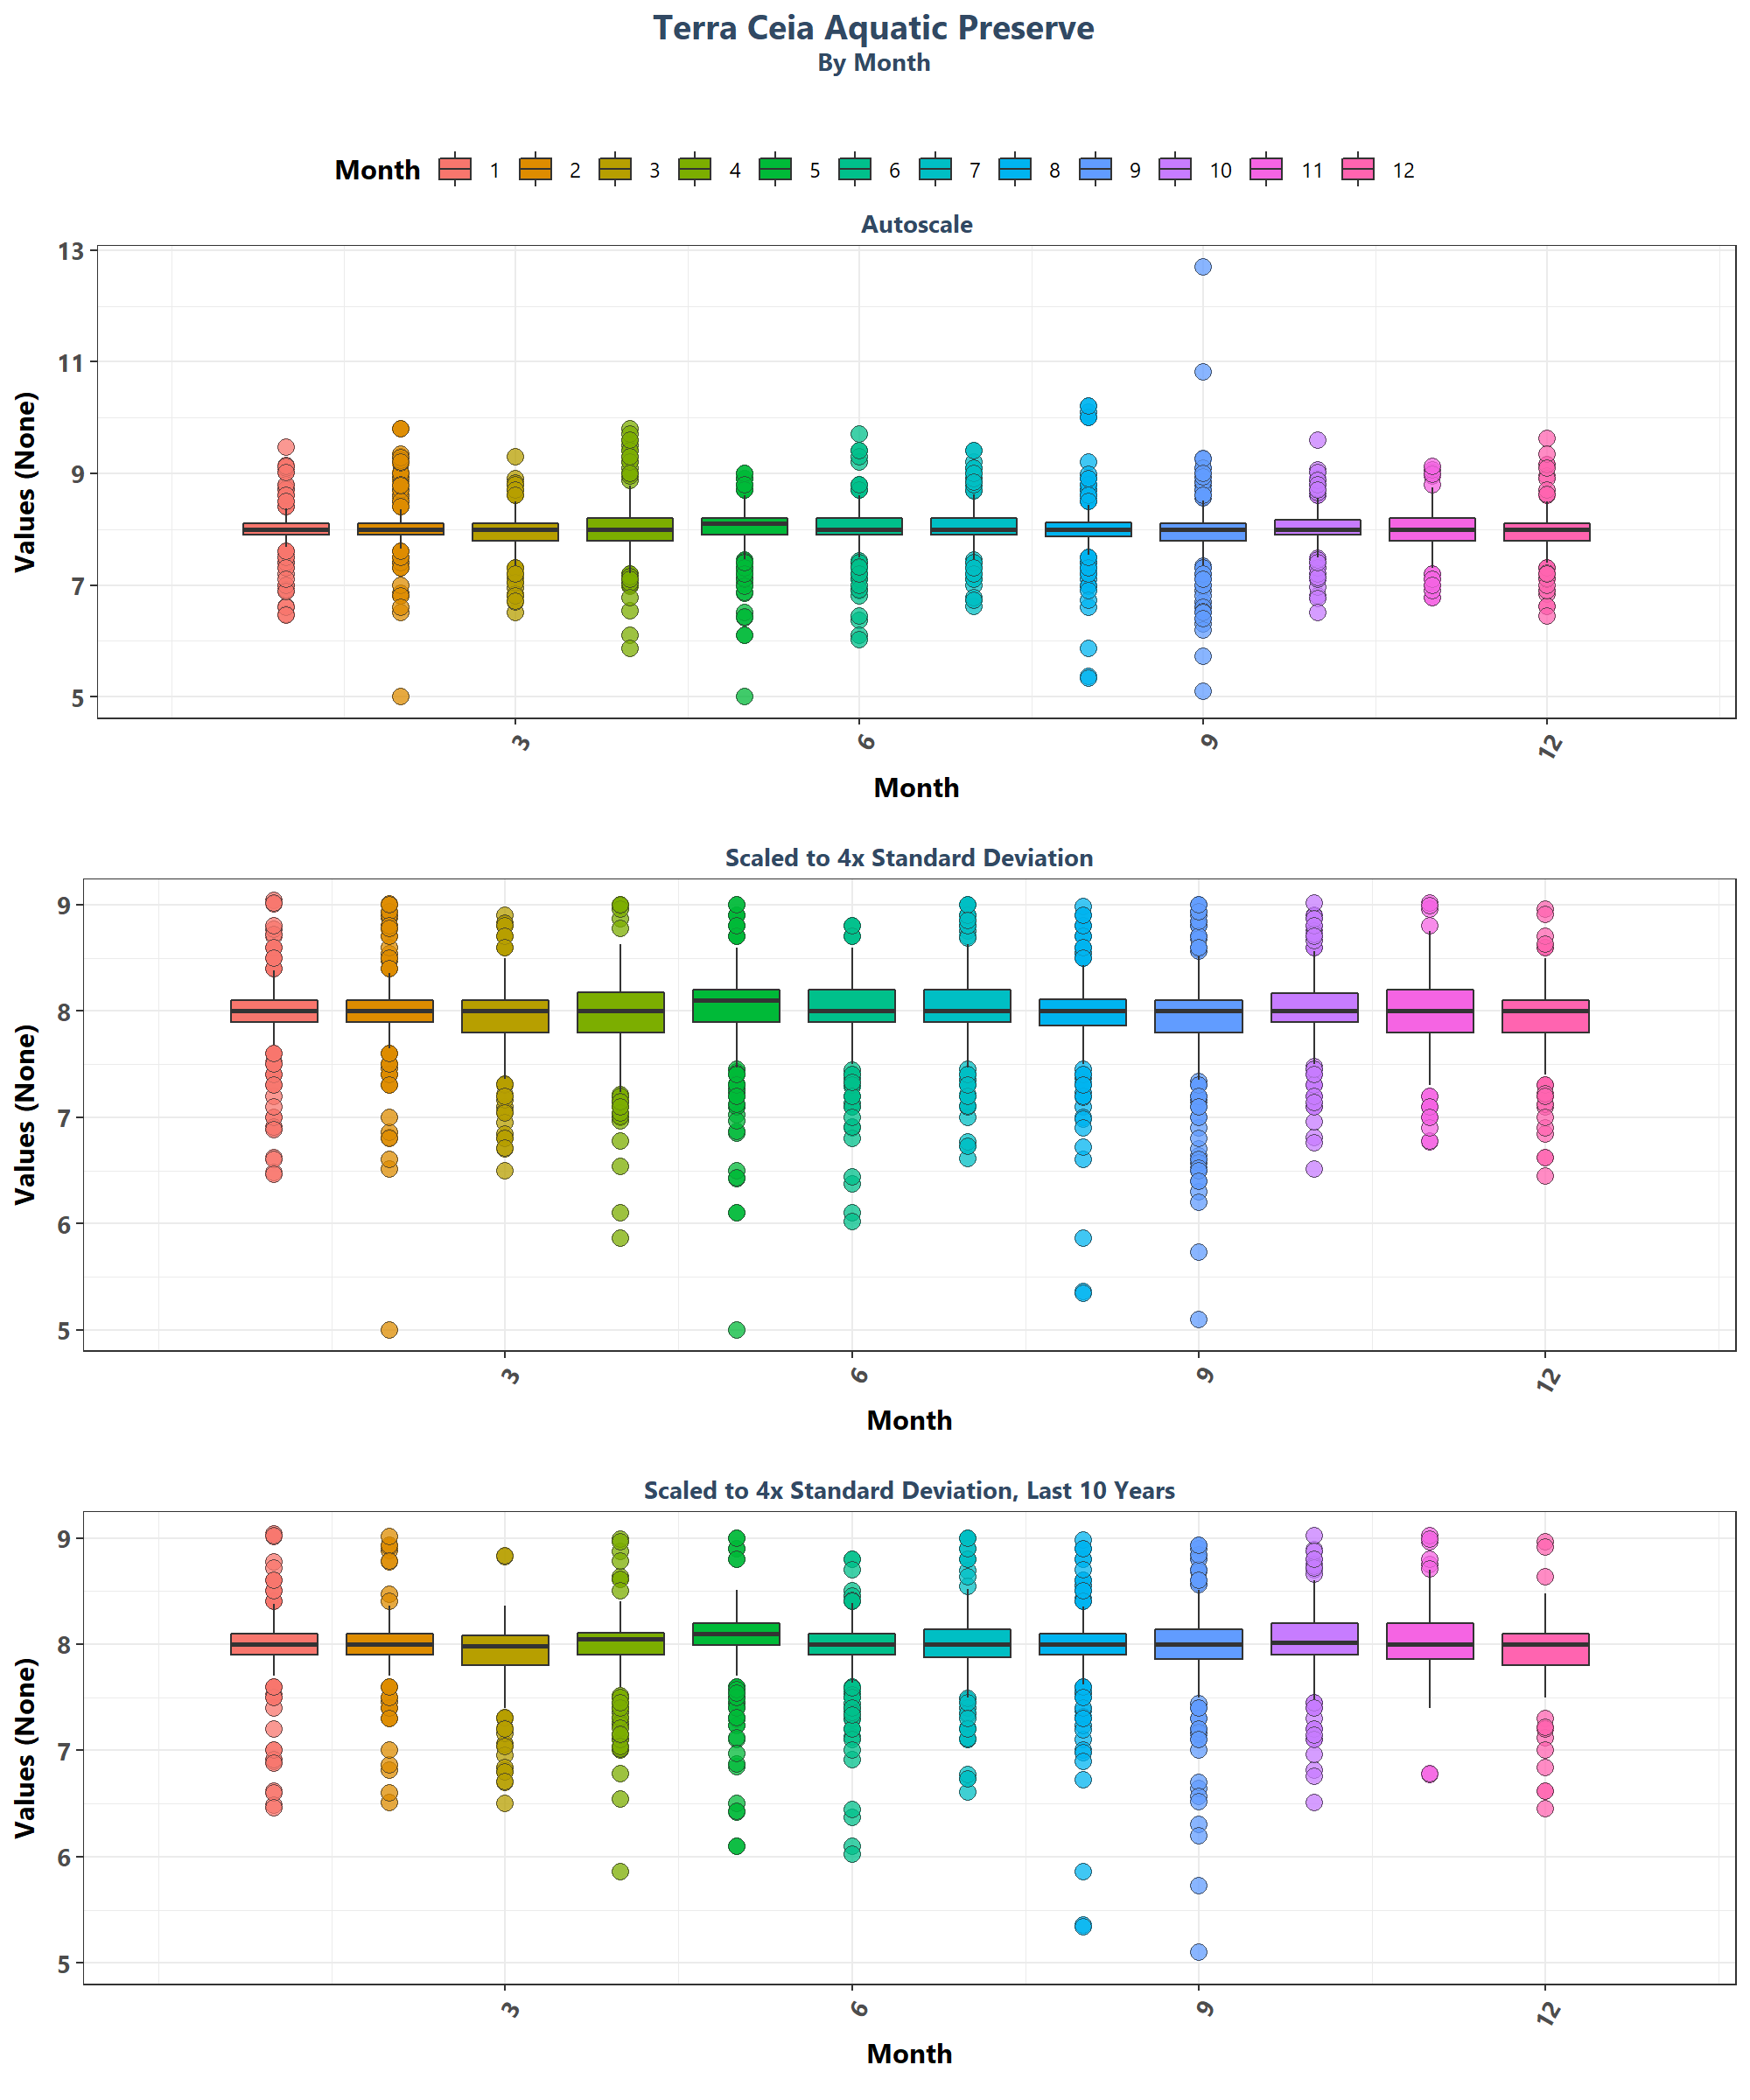 Terra Ceia Aquatic Preserve
By Month
Month 1 2 3 4 5 6 7 8 9 10 11 12
Autoscale
Values (None)
13
11
9
7
5
3 6 9 12
Month
Scaled to 4x Standard Deviation
Values (None)
9
8
7
6
5
3 6 9 12
Month
Scaled to 4x Standard Deviation, Last 10 Years
Values (None)
9
8
7
6
5
3 6 9 12
Month